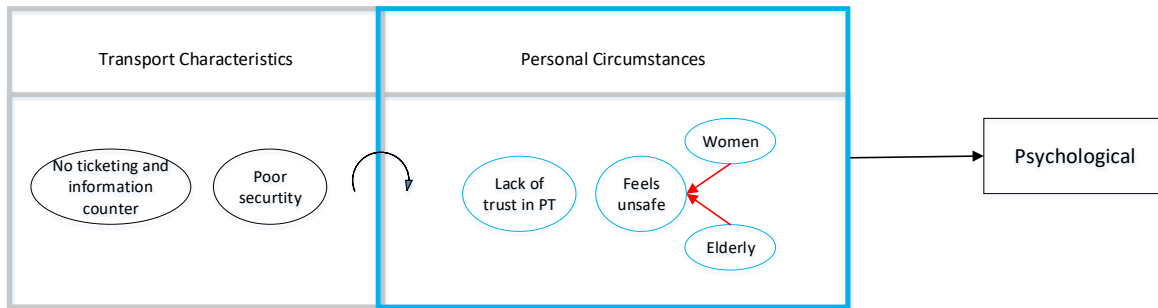 Transport Characteristics
Personal Circumstances
No ticketing and
information
counter
Poor
securtity
Lack of
trust in PT
Feels
unsafe
Women
Elderly
Psychological